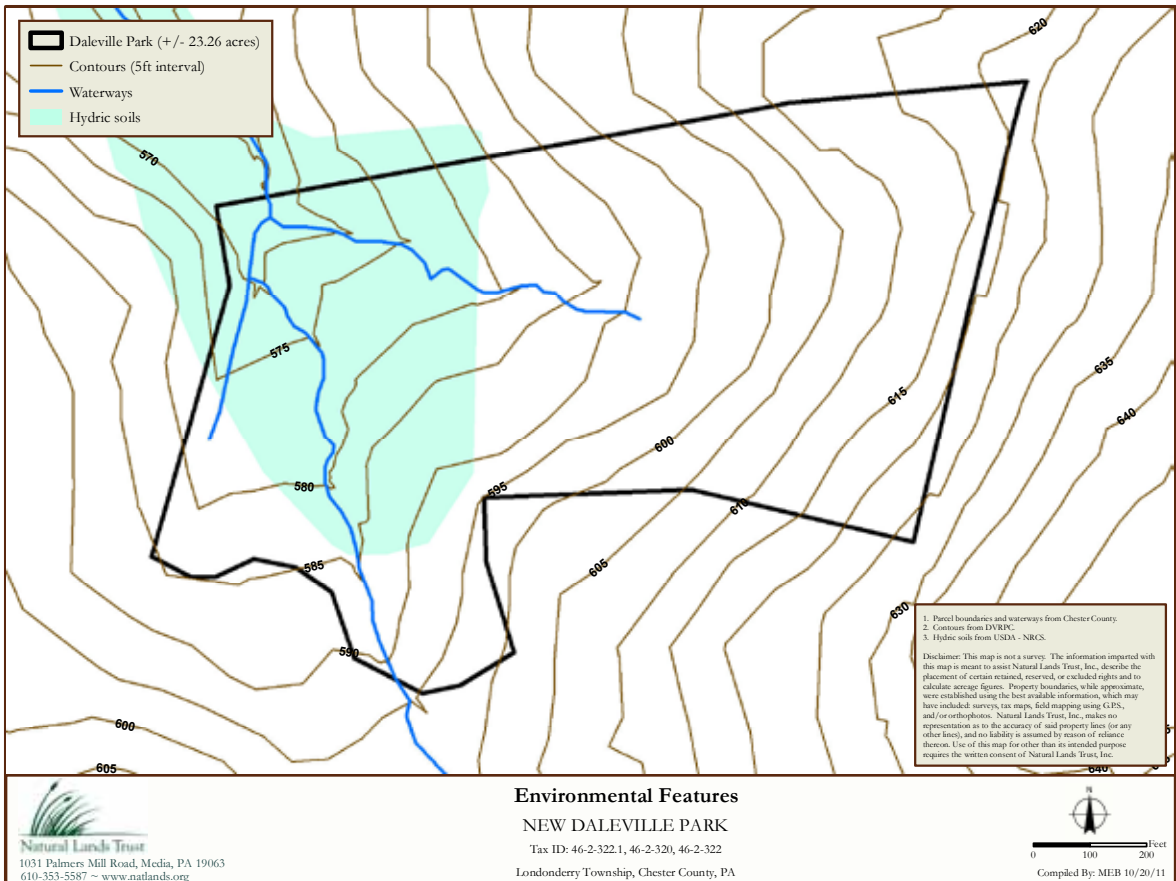 Daleville Park (+/- 23.26 acres)
Contours (5ft interval)
Waterways
Hydric soils
620
570
635
640
575
615
600
580
595
610
585
605
630
590
600
605
640
1. Parcel boundaries and waterways from Chester County.
2. Contours from DVRPC.
3. Hydric soils from USDA - NRCS.
Disclaimer: This map is not a survey. The information imparted with
this map is meant to assist Natural Lands Trust, Inc., describe the
placement of certain retained, reserved, or excluded rights and to
calculate acreage figures. Property boundaries, while approximate,
were established using the best available information, which may
have included: surveys, tax maps, field mapping using G.P.S.,
and/or orthophotos. Natural Lands Trust, Inc., makes no
representation as to the accuracy of said property lines (or any
other lines), and no liability is assumed by reason of reliance
thereon. Use of this map for other than its intended purpose
requires the written consent of Natural Lands Trust, Inc.
Natural Lands Trust
1031 Palmers Mill Road, Media, PA 19063
610-353-5587 ~ www.natlands.org
Environmental Features
NEW DALEVILLE PARK
Tax ID: 46-2-322.1, 46-2-320, 46-2-322
Londonderry Township, Chester County, PA
N
Feet
0 100 200
Compiled By: MEB 10/20/11